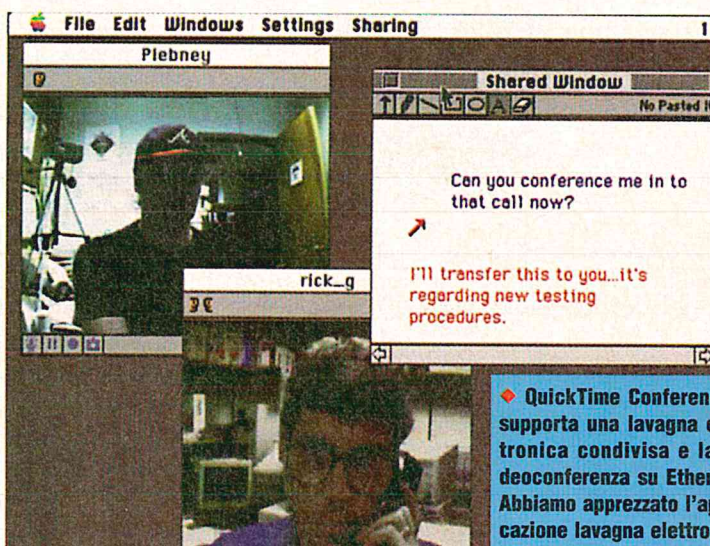 File Edit Windows Settings Sharing 1
Plebney
Shared Window
A No Pasted I
Can you conference me in to
that call now?
I'll transfer this to you...it's
regarding new testing
procedures.
rick_g
QuickTime Conferen
supporta una lavagna e
tronica condivisa e la
deoconferenza su Ether
Abbiamo apprezzato l'ap
cazione lavagna elettro